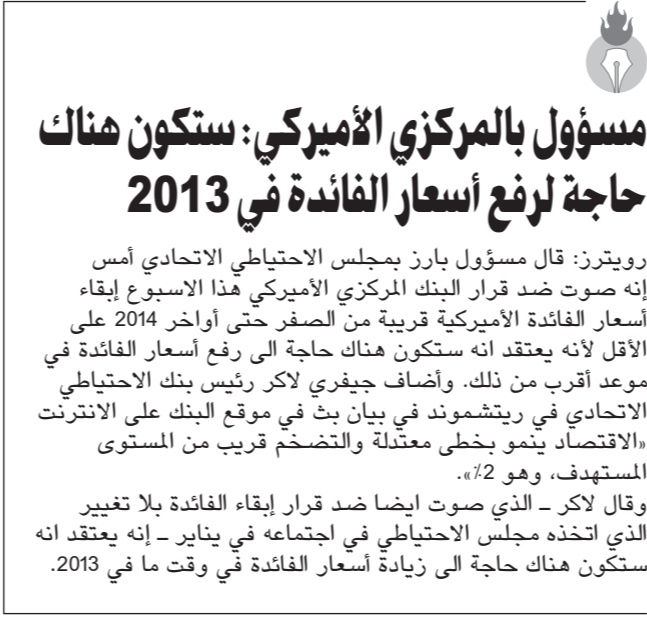 مسؤول بالمركزي الأميركي: ستكون هناك
حاجة لرفع أسعار الفائدة في 2013
رويترز: قال مسؤول بارز بمجلس الاحتياطي الاتحادي أمس
إنه صوت ضد قرار البنك المركزي الأميركي هذا الاسبوع إبقاء
أسعار الفائدة الأميركية قريبة من الصفر حتى أواخر 2014 على
الأقل لأنه يعتقد انه ستكون هناك حاجة الى رفع أسعار الفائدة في
موعد أقرب من ذلك. وأضاف جيفري لاكر رئيس بنك الاحتياطي
الاتحادي في ريتشموند في بيان بث في موقع البنك على الانترنت
«الاقتصاد ينمو بخطى معتدلة والتضخم قريب من المستوى
المستهدف، وهو 2٪».
وقال لاكر ــ الذي صوت ايضا ضد قرار إبقاء الفائدة بلا تغيير
الذي اتخذه مجلس الاحتياطي في اجتماعه في يناير ــ إنه يعتقد انه
ستكون هناك حاجة الى زيادة أسعار الفائدة في وقت ما في 2013.